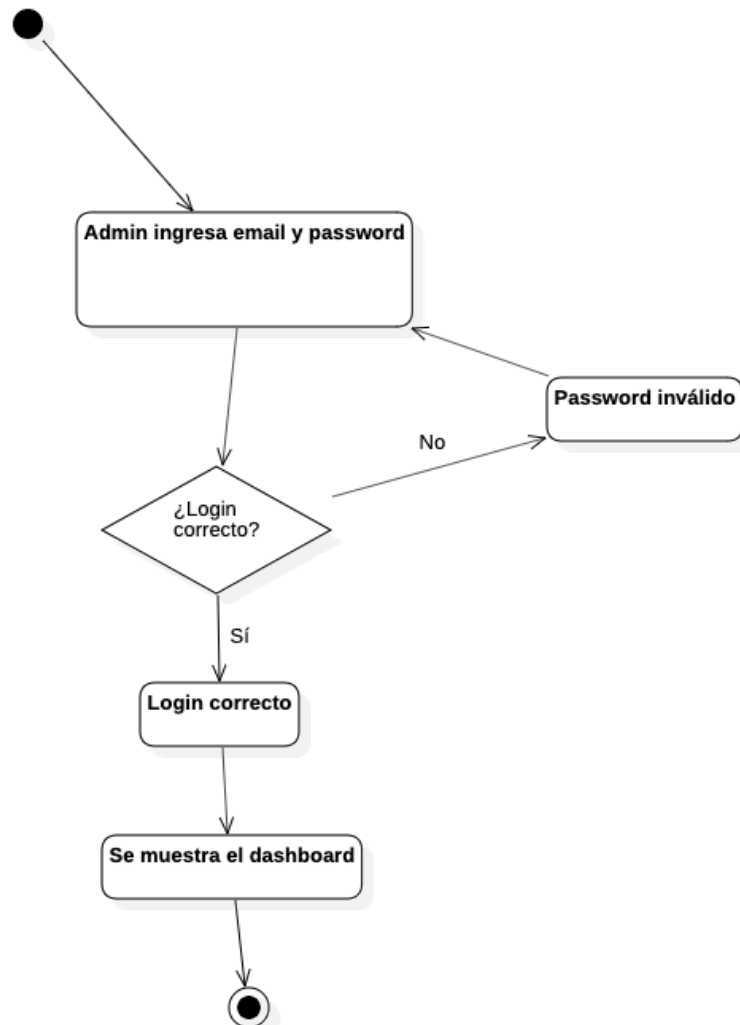 Admin ingresa email y password
Password inválido
No
¿Login
correcto?
Sí
Login correcto
Se muestra el dashboard